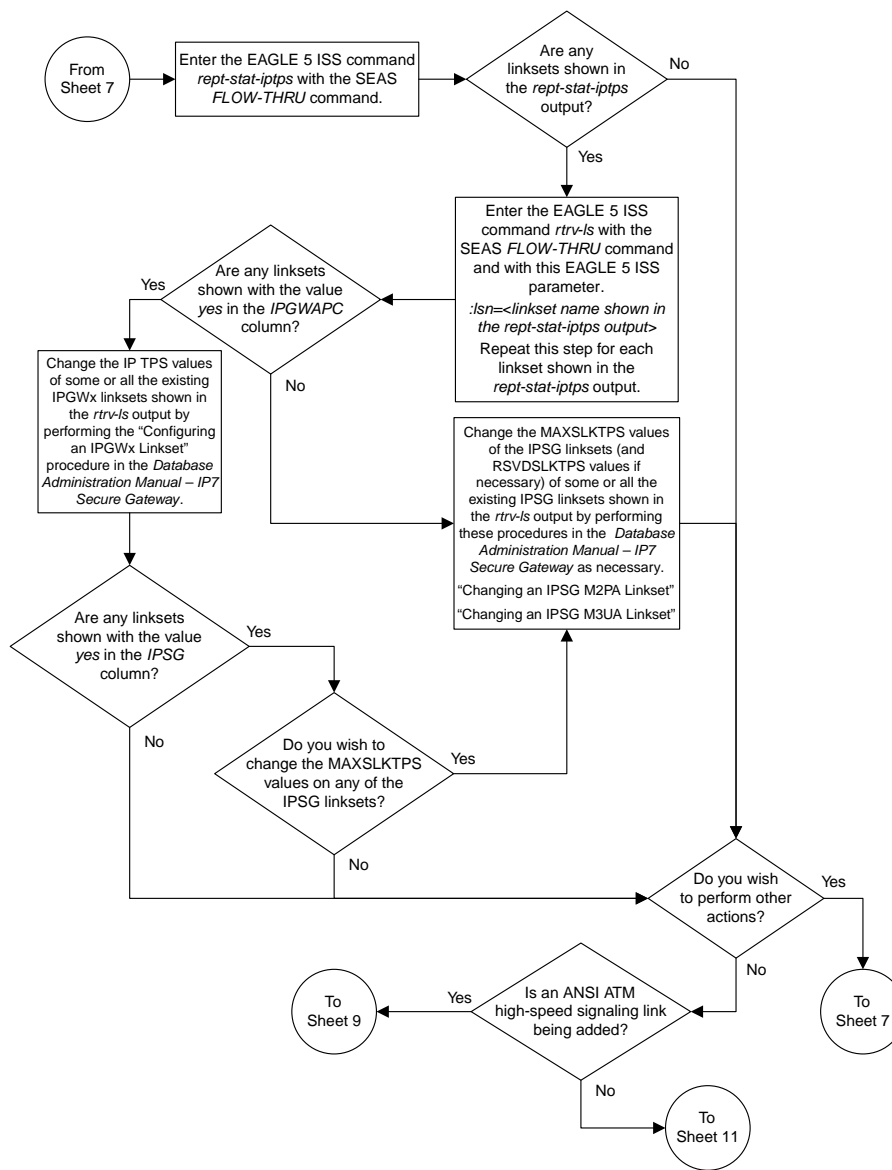 From
Sheet 7
Enter the EAGLE 5 ISS command
rept-stat-iptps with the SEAS
FLOW-THRU command.
Are any
linksets shown in
the rept-stat-iptps
output?
No
Yes
Enter the EAGLE 5 ISS
command rtrv-ls with the
SEAS FLOW-THRU command
and with this EAGLE 5 ISS
parameter.
:lsn=<linkset name shown in
the rept-stat-iptps output>
Repeat this step for each
linkset shown in the
rept-stat-iptps output.
Are any linksets
shown with the value
yes in the IPGWAPC
column?
Yes
No
Change the IP TPS values
of some or all the existing
IPGWx linksets shown in
the rtrv-ls output by
performing the “Configuring
an IPGWx Linkset”
procedure in the Database
Administration Manual – IP7
Secure Gateway.
Change the MAXSLKTPS values
of the IPSG linksets (and
RSVDSLKTPS values if
necessary) of some or all the
existing IPSG linksets shown in
the rtrv-ls output by performing
these procedures in the Database
Administration Manual – IP7
Secure Gateway as necessary.
“Changing an IPSG M2PA Linkset”
“Changing an IPSG M3UA Linkset”
Are any linksets
shown with the value
yes in the IPSG
column?
Yes
No
Do you wish to
change the MAXSLKTPS
values on any of the
IPSG linksets?
Yes
No
Do you wish
to perform other
actions?
Yes
No
To
Sheet 7
Is an ANSI ATM
high-speed signaling link
being added?
Yes
To
Sheet 9
No
To
Sheet 11